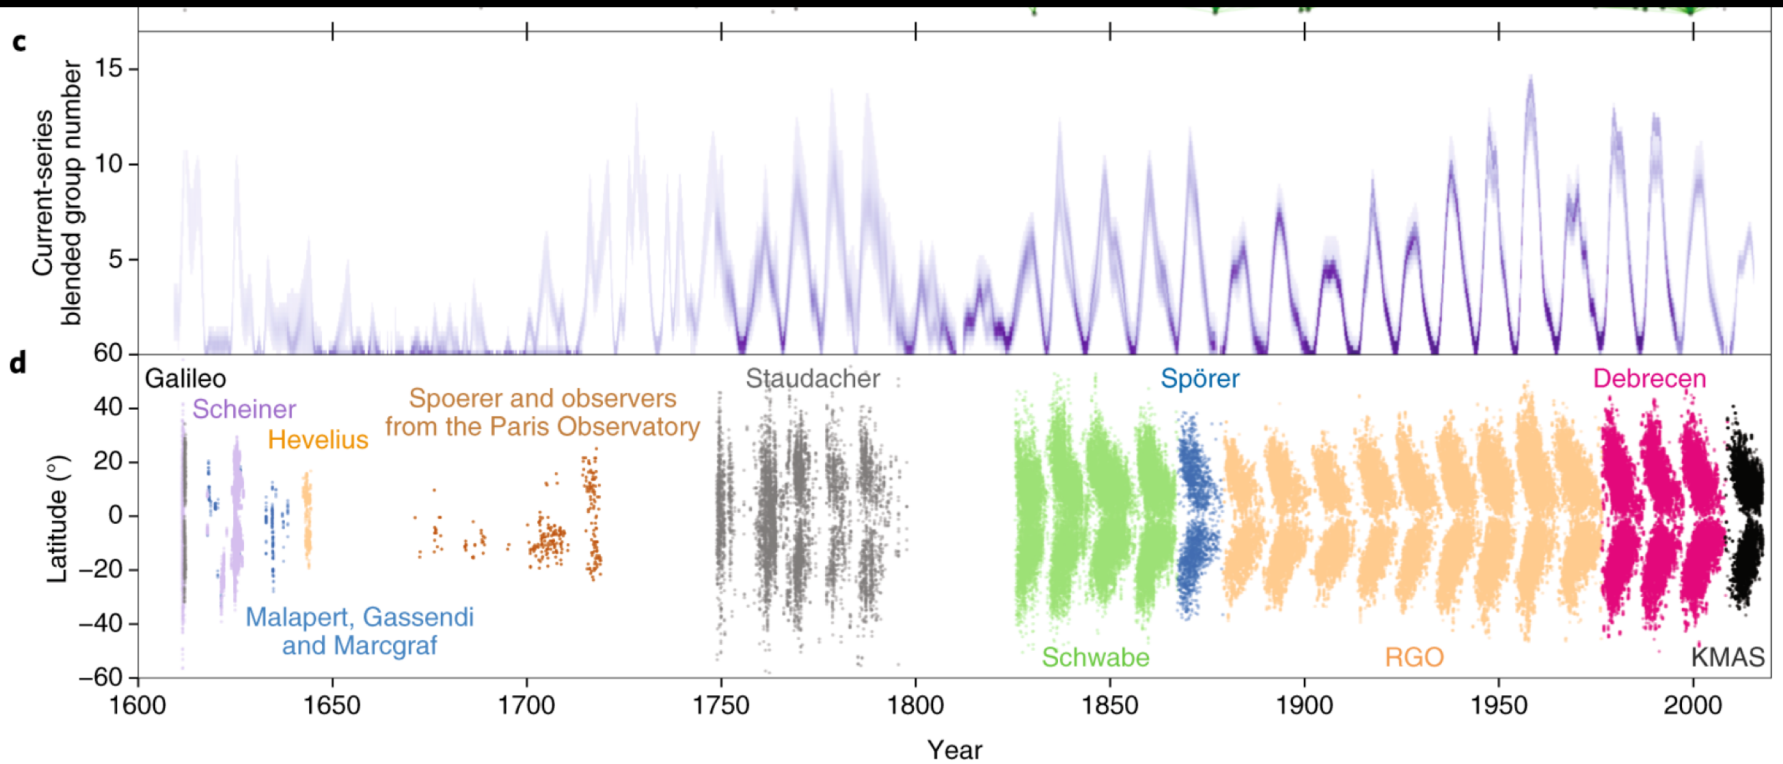 c
Current-series
blended group number
15
10
5
60
d
40
20
0
−20
−40
−60
Latitude (°)
Galileo
Scheiner
Hevelius
Spoerer and observers
from the Paris Observatory
Malapert, Gassendi
and Marcgraf
Staudacher
Schwabe
Spörer
RGO
Debrecen
KMAS
1600 1650 1700 1750 1800 1850 1900 1950 2000
Year